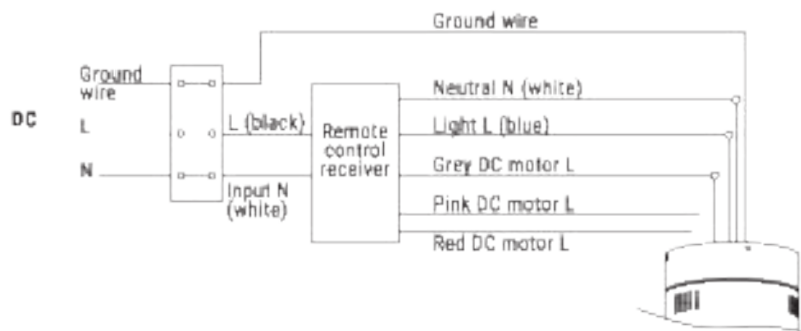 Ground wire
Ground
wire
DC
L
N
L (black)
Input N
(white)
Remote
control
receiver
Neutral N (white)
Light L (blue)
Grey DC motor L
Pink DC motor L
Red DC motor L